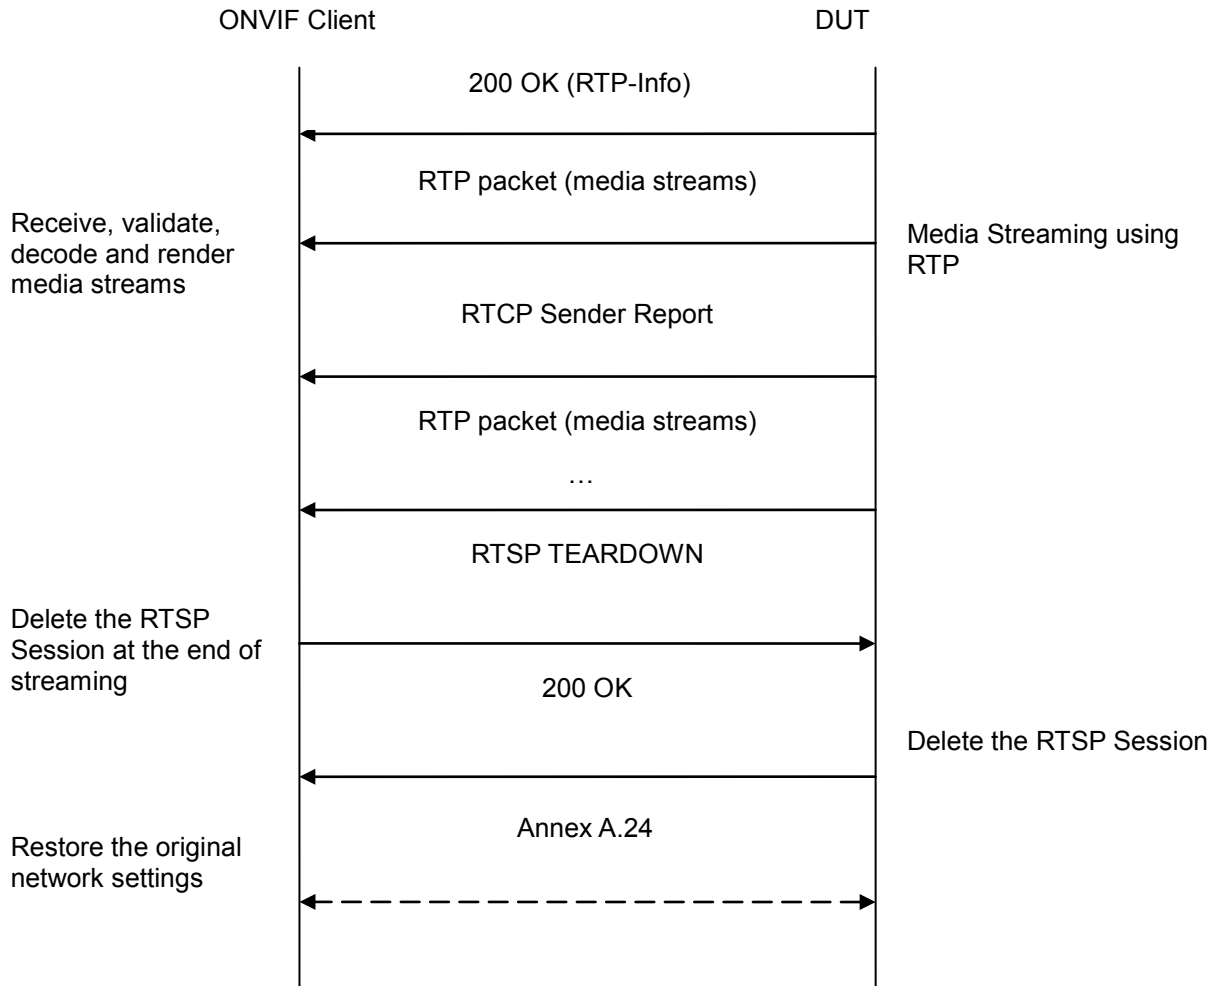 ONVIF Client
DUT
200 OK (RTP-Info)
RTP packet (media streams)
Receive, validate,
decode and render
media streams
Media Streaming using
RTP
RTCP Sender Report
RTP packet (media streams)
…
RTSP TEARDOWN
Delete the RTSP
Session at the end of
streaming
200 OK
Delete the RTSP Session
Annex A.24
Restore the original
network settings